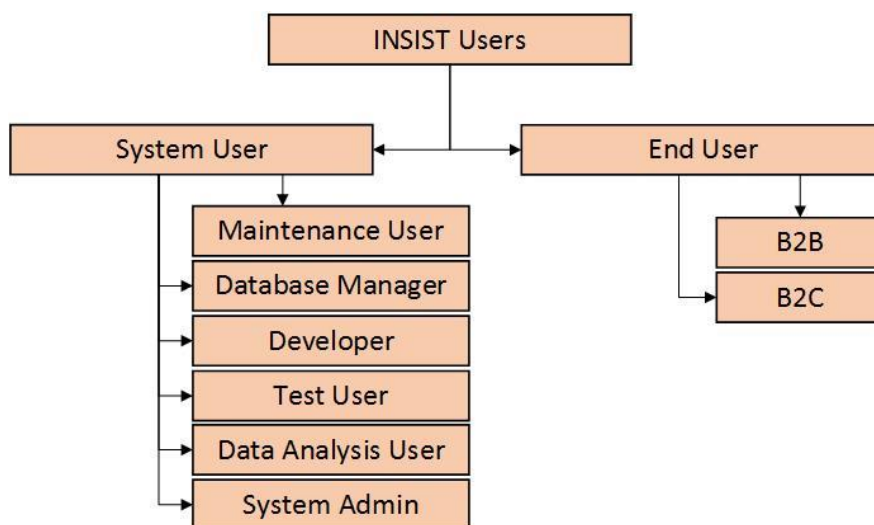 INSIST Users
System User
End User
Maintenance User
Database Manager
Developer
Test User
Data Analysis User
System Admin
B2B
B2C